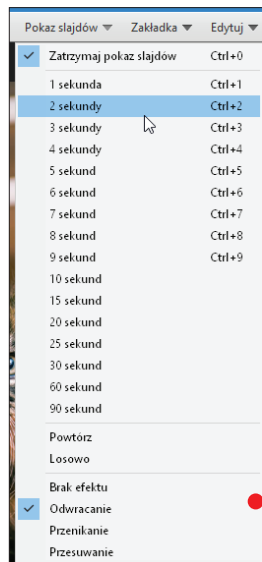 Pokaz slajdów Zakładka Edytuj
Zatrzymaj pokaz slajdów Ctrl+0
1 sekunda Ctrl+1
2 sekundy Ctrl+2
3 sekundy Ctrl+3
4 sekundy Ctrl+4
5 sekund Ctrl+5
6 sekund Ctrl+6
7 sekund Ctrl+7
8 sekund Ctrl+8
9 sekund Ctrl+9
10 sekund
15 sekund
20 sekund
25 sekund
30 sekund
60 sekund
90 sekund
Powtórz
Losowo
Brak efektu
Odwracanie
Przenikanie
Przesuwanie